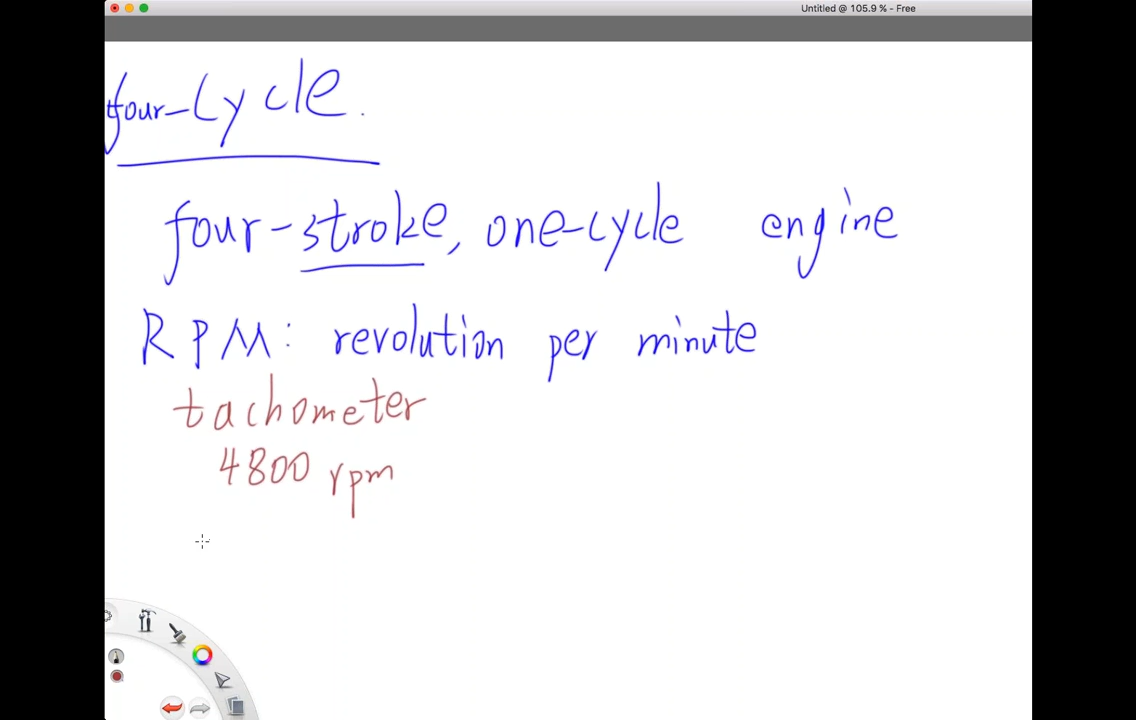 Untitled @ 105.9 % - Free
four-cycle.
four-stroke, one-cycle engine
RPM: revolution per minute
tachometer
4800 rpm